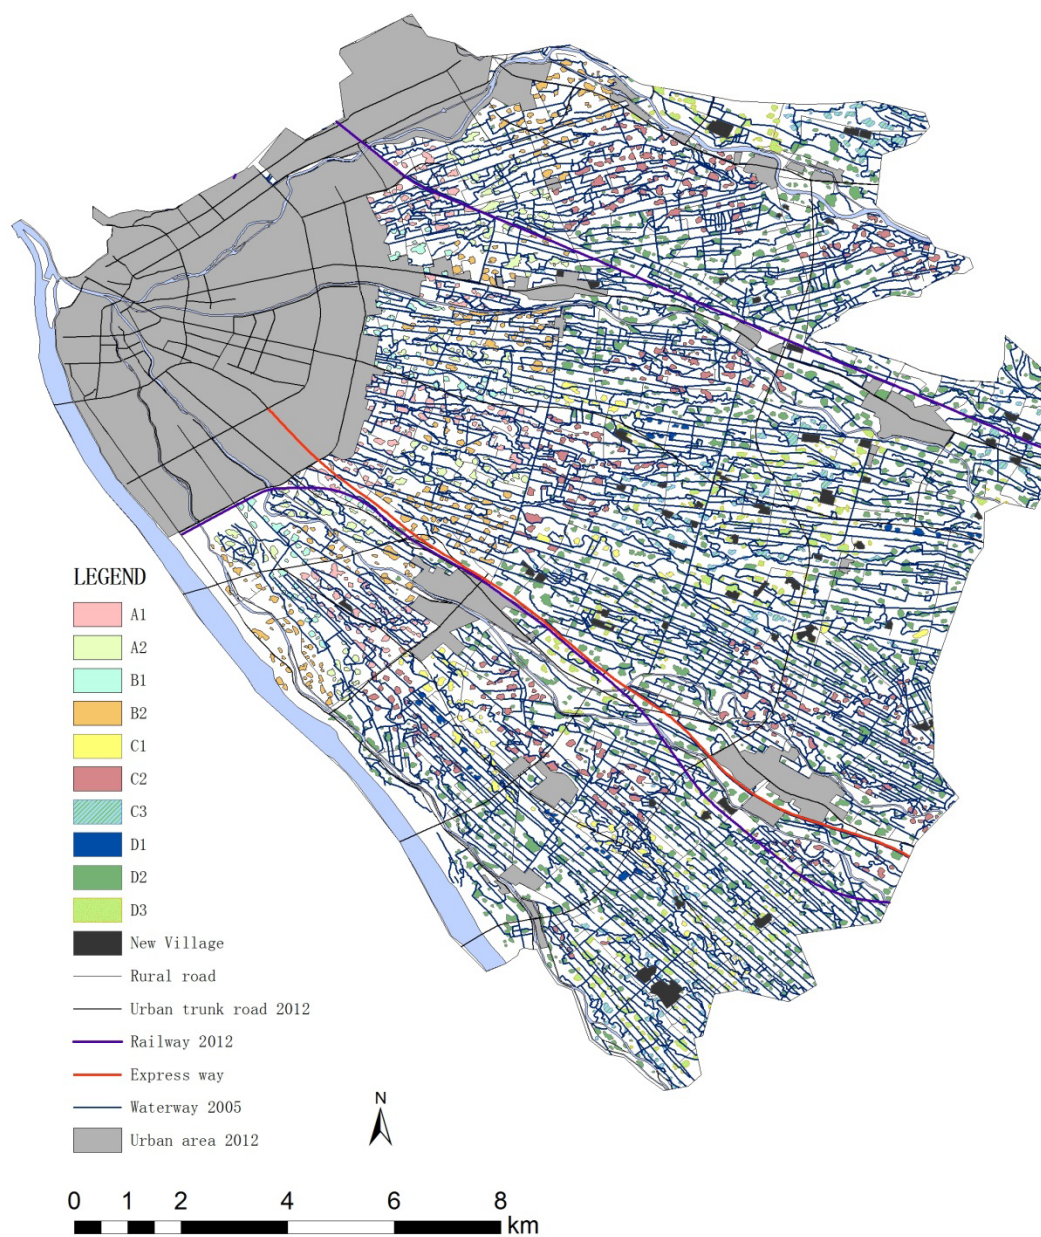 LEGEND
A1
A2
B1
B2
C1
C2
C3
D1
D2
D3
New Village
Rural road
Urban trunk road 2012
Railway 2012
Express way
Waterway 2005
Urban area 2012
N
0 1 2 4 6 8
km